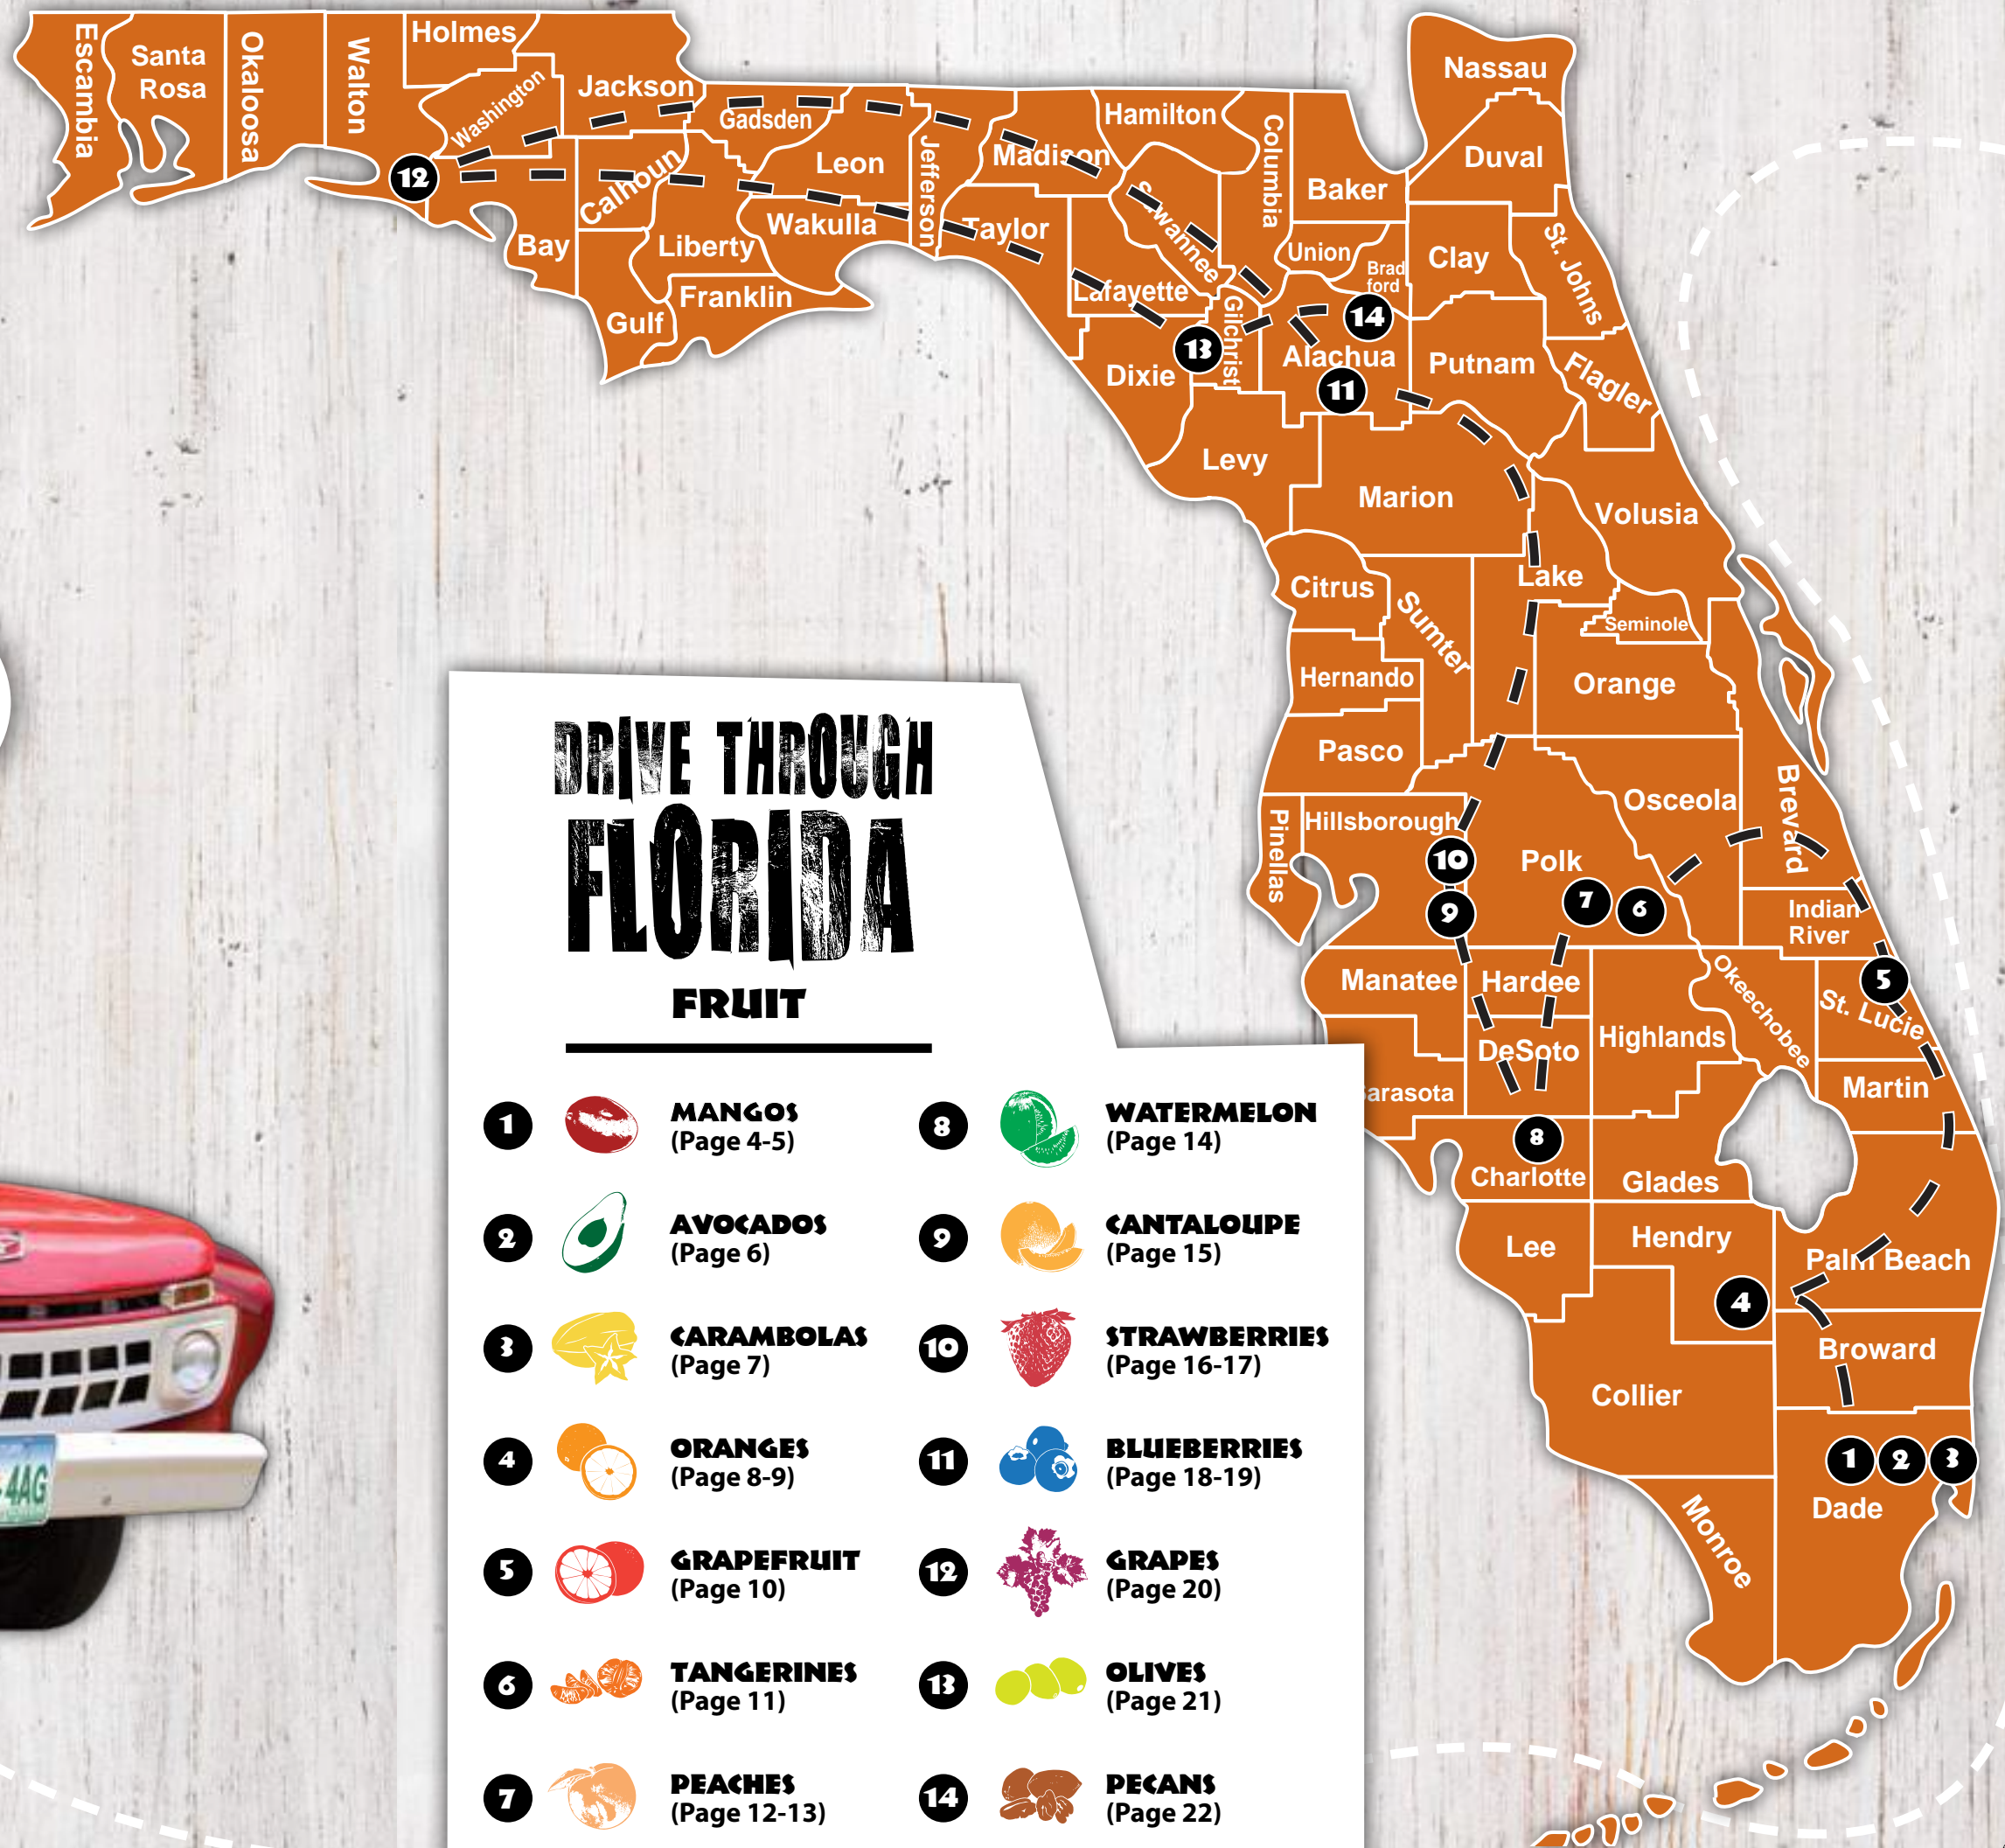 Escambia
Santa
Rosa
Okaloosa
Walton
Holmes
Washington
Jackson
Bay
Calhoun
Gulf
Liberty
Franklin
Gadsden
Leon
Wakulla
Jefferson
Madison
Taylor
Hamilton
Suwannee
Lafayette
Dixie
Columbia
Gilchrist
Baker
Union
Brad
ford
Alachua
Levy
Nassau
Duval
Clay
St. Johns
Putnam
Flagler
Marion
Volusia
Citrus
Sumter
Lake
Seminole
Hernando
Orange
Pasco
Pinellas
Hillsborough
Polk
Osceola
Brevard
Indian
River
Manatee
Hardee
Highlands
Okeechobee
St. Lucie
DeSoto
arasota
Martin
Charlotte
Glades
Lee
Hendry
Palm Beach
Collier
Broward
Monroe
Dade
12
13
14
11
10
9
7
6
5
8
4
1
2
3
DRIVE THROUGH
FLORIDA
FRUIT
1 MANGOS
(Page 4-5)
2 AVOCADOS
(Page 6)
3 CARAMBOLAS
(Page 7)
4 ORANGES
(Page 8-9)
5 GRAPEFRUIT
(Page 10)
6 TANGERINES
(Page 11)
7 PEACHES
(Page 12-13)
8 WATERMELON
(Page 14)
9 CANTALOUPE
(Page 15)
10 STRAWBERRIES
(Page 16-17)
11 BLUEBERRIES
(Page 18-19)
12 GRAPES
(Page 20)
13 OLIVES
(Page 21)
14 PECANS
(Page 22)
4AG